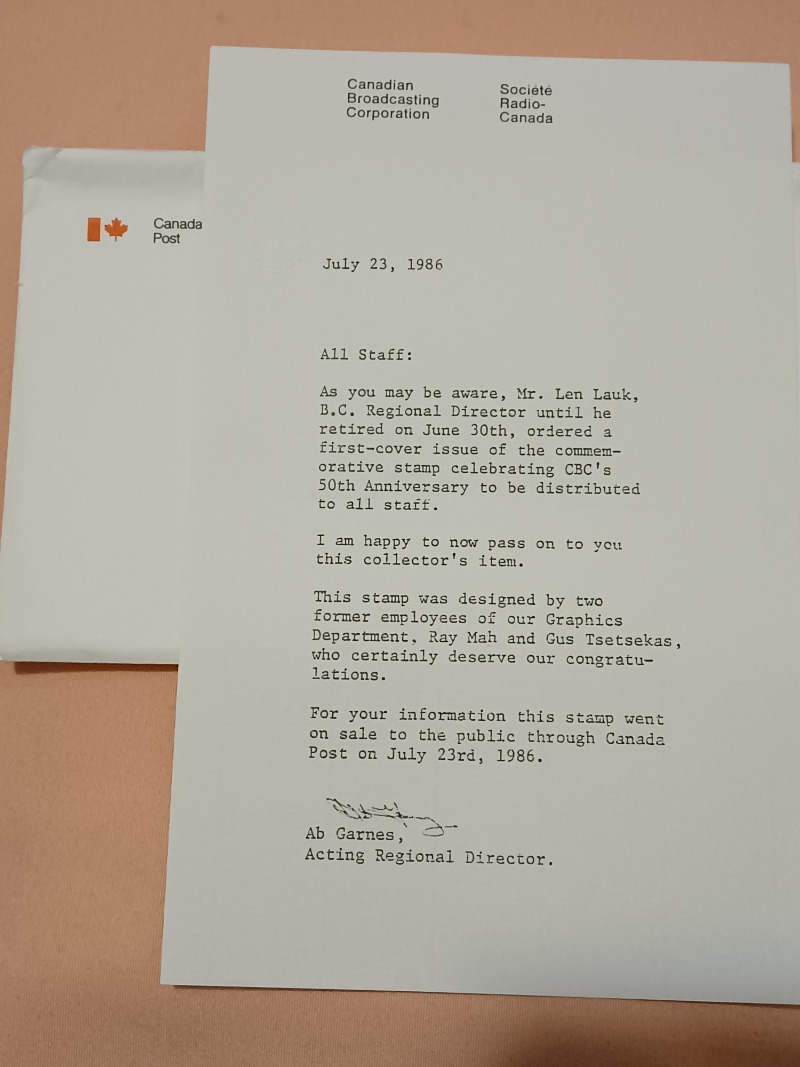 Canadian
Broadcasting
Corporation
Société
Radio-
Canada
Canada
Post
July 23, 1986
All Staff:
As you may be aware, Mr. Len Lauk,
B.C. Regional Director until he
retired on June 30th, ordered a
first-cover issue of the commem-
orative stamp celebrating CBC's
50th Anniversary to be distributed
to all staff.
I am happy to now pass on to you
this collector's item.
This stamp was designed by two
former employees of our Graphics
Department, Ray Mah and Gus Tsetsekas,
who certainly deserve our congratu-
lations.
For your information this stamp went
on sale to the public through Canada
Post on July 23rd, 1986.
Ab Garnes,
Acting Regional Director.